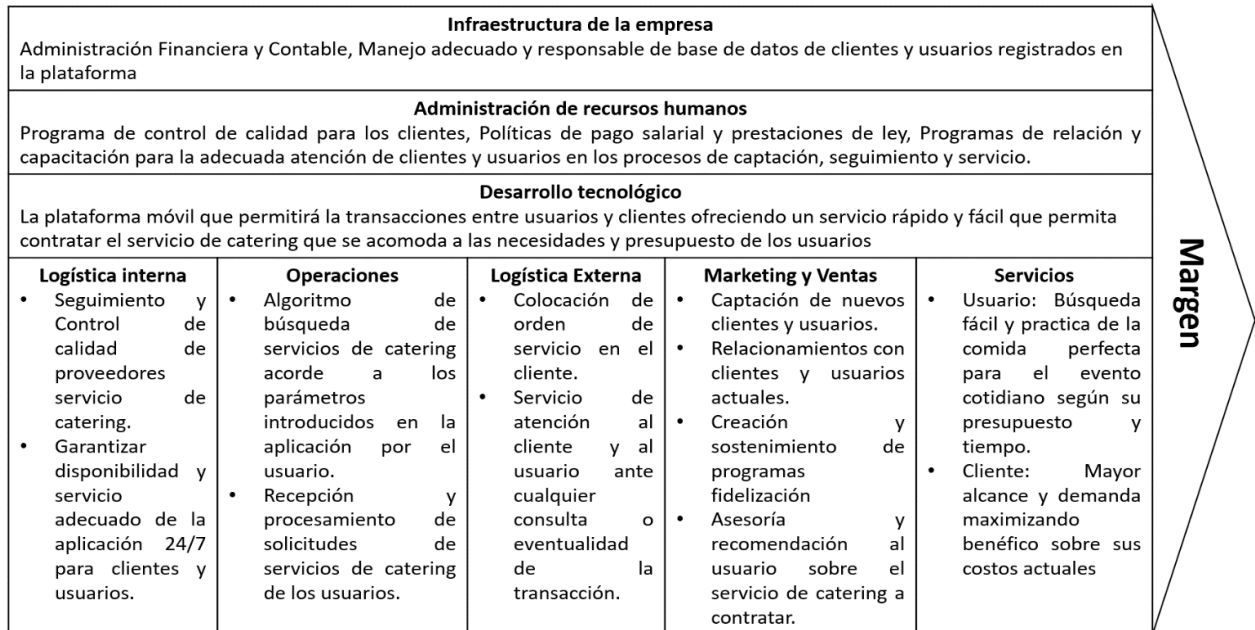 Infraestructura de la empresa
Administración Financiera y Contable, Manejo adecuado y responsable de base de datos de clientes y usuarios registrados en
la plataforma
Administración de recursos humanos
Programa de control de calidad para los clientes, Políticas de pago salarial y prestaciones de ley, Programas de relación y
capacitación para la adecuada atención de clientes y usuarios en los procesos de captación, seguimiento y servicio.
Desarrollo tecnológico
La plataforma móvil que permitirá la transacciones entre usuarios y clientes ofreciendo un servicio rápido y fácil que permita
contratar el servicio de catering que se acomoda a las necesidades y presupuesto de los usuarios
Logística interna
• Seguimiento y
Control de
calidad de
proveedores
servicio de
catering.
• Garantizar
disponibilidad y
servicio
adecuado de la
aplicación 24/7
para clientes y
usuarios.
Operaciones
• Algoritmo de
búsqueda de
servicios de catering
acorde a los
parámetros
introducidos en la
aplicación por el
usuario.
• Recepción y
procesamiento de
solicitudes de
servicios de catering
de los usuarios.
Logística Externa
• Colocación de
orden de
servicio en el
cliente.
• Servicio de
atención al
cliente y al
usuario ante
cualquier
consulta o
eventualidad
de la
transacción.
Marketing y Ventas
• Captación de nuevos
clientes y usuarios.
• Relacionamientos con
clientes y usuarios
actuales.
• Creación y
sostenimiento de
programas
fidelización
• Asesoría y
recomendación al
usuario sobre el
servicio de catering a
contratar.
Servicios
• Usuario: Búsqueda
fácil y practica de la
comida perfecta
para el evento
cotidiano según su
presupuesto y
tiempo.
• Cliente: Mayor
alcance y demanda
maximizando
benéfico sobre sus
costos actuales
Margen